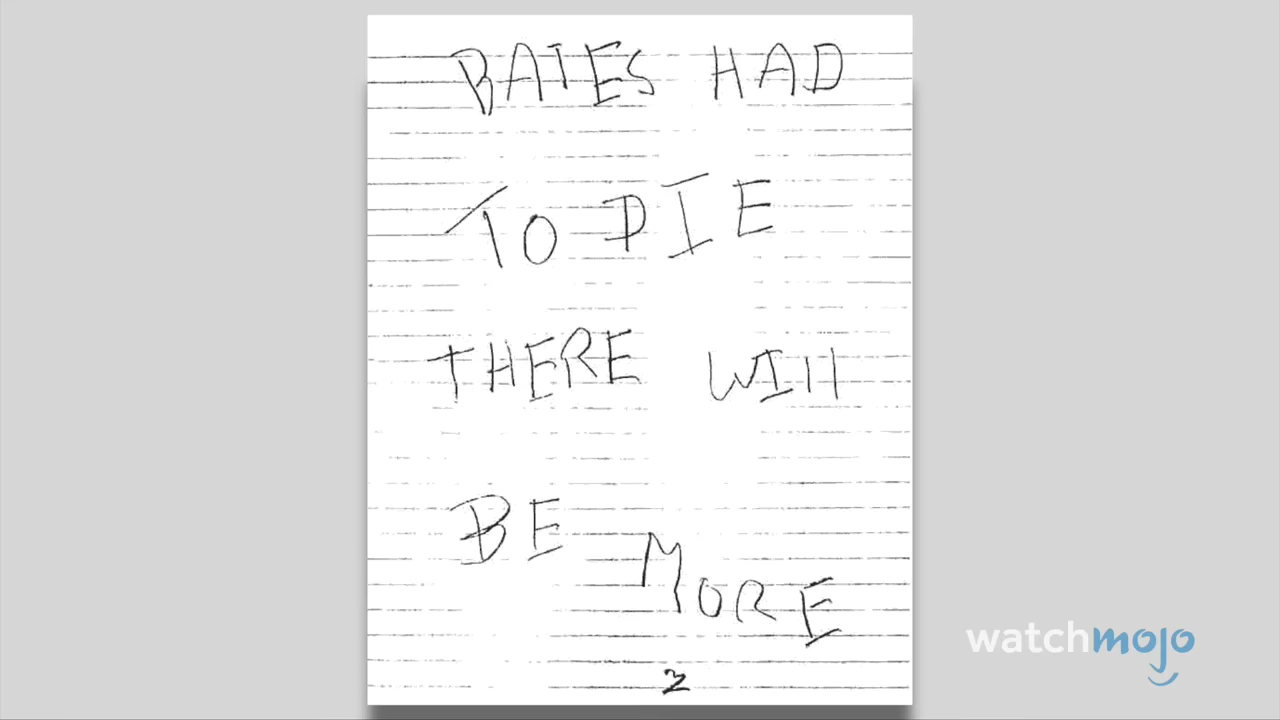 BATES HAD
TO DIE
THERE WILL
BE MORE
Z
watchmojo